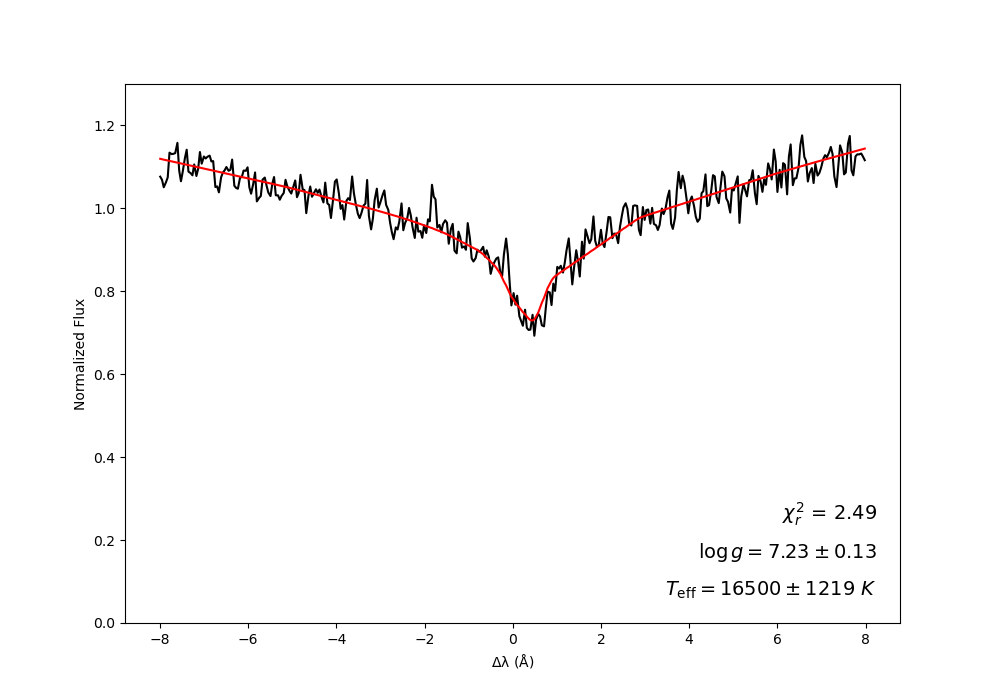 1.2
1.0
0.8
0.6
0.4
0.2
0.0
Normalized Flux
χ²ᵣ = 2.49
log g = 7.23 ± 0.13
T_eff = 16500 ± 1219 K
−8 −6 −4 −2 0 2 4 6 8
Δλ (Å)